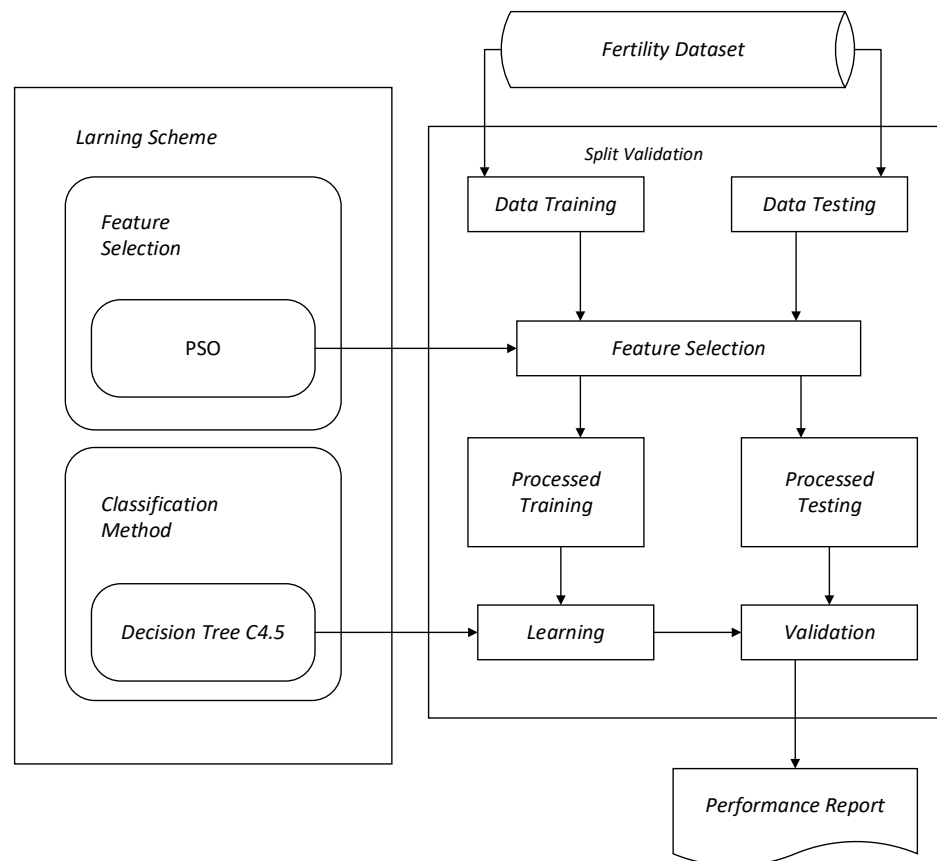 Fertility Dataset
Larning Scheme
Split Validation
Feature
Selection
Data Training
Data Testing
PSO
Feature Selection
Classification
Method
Processed
Training
Processed
Testing
Decision Tree C4.5
Learning
Validation
Performance Report